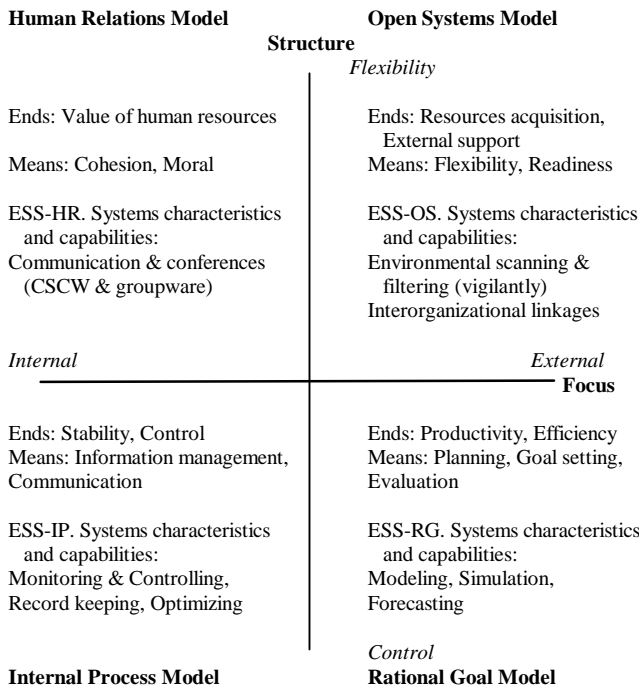 Human Relations Model
Open Systems Model
Structure
Flexibility
Ends: Value of human resources
Means: Cohesion, Moral
ESS-HR. Systems characteristics
and capabilities:
Communication & conferences
(CSCW & groupware)
Ends: Resources acquisition,
External support
Means: Flexibility, Readiness
ESS-OS. Systems characteristics
and capabilities:
Environmental scanning &
filtering (vigilantly)
Interorganizational linkages
Internal
External
Focus
Ends: Stability, Control
Means: Information management,
Communication
ESS-IP. Systems characteristics
and capabilities:
Monitoring & Controlling,
Record keeping, Optimizing
Ends: Productivity, Efficiency
Means: Planning, Goal setting,
Evaluation
ESS-RG. Systems characteristics
and capabilities:
Modeling, Simulation,
Forecasting
Control
Internal Process Model
Rational Goal Model